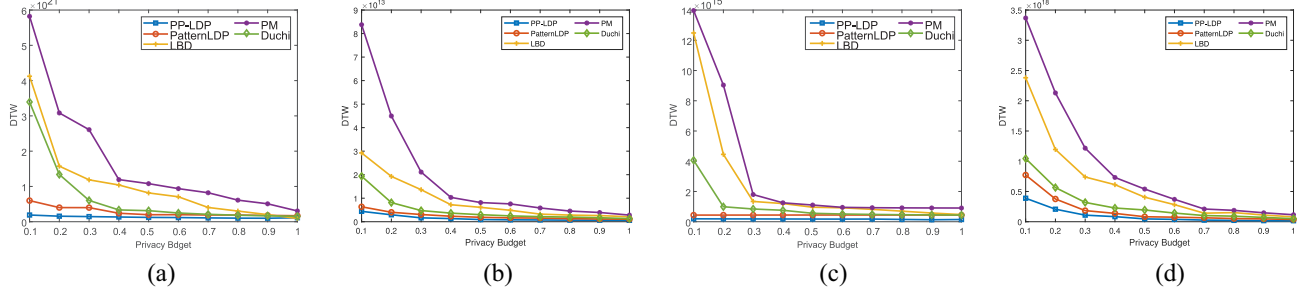 ×10^21
6
5
4
3
2
1
0
DTW
PP-LDP
PatternLDP
LBD
PM
Duchi
0.1 0.2 0.3 0.4 0.5 0.6 0.7 0.8 0.9 1
Privacy Bdget
(a)
9 ×10^13
8
7
6
5
4
3
2
1
0
DTW
PP-LDP
PatternLDP
LBD
PM
Duchi
0.1 0.2 0.3 0.4 0.5 0.6 0.7 0.8 0.9 1
Privacy Budget
(b)
14 ×10^15
12
10
8
6
4
2
0
DTW
PP-LDP
PatternLDP
LBD
PM
Duchi
0.1 0.2 0.3 0.4 0.5 0.6 0.7 0.8 0.9 1
Privacy Budget
(c)
3.5 ×10^18
3
2.5
2
1.5
1
0.5
0
DTW
PP-LDP
PatternLDP
LBD
PM
Duchi
0.1 0.2 0.3 0.4 0.5 0.6 0.7 0.8 0.9 1
Privacy Budget
(d)